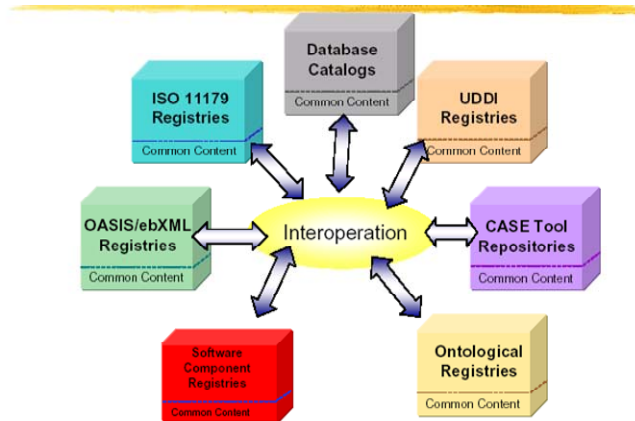 Database
Catalogs
Common Content
ISO 11179
Registries
Common Content
UDDI
Registries
Common Content
OASIS/ebXML
Registries
Common Content
Interoperation
CASE Tool
Repositories
Common Content
Software
Component
Registries
Common Content
Ontological
Registries
Common Content